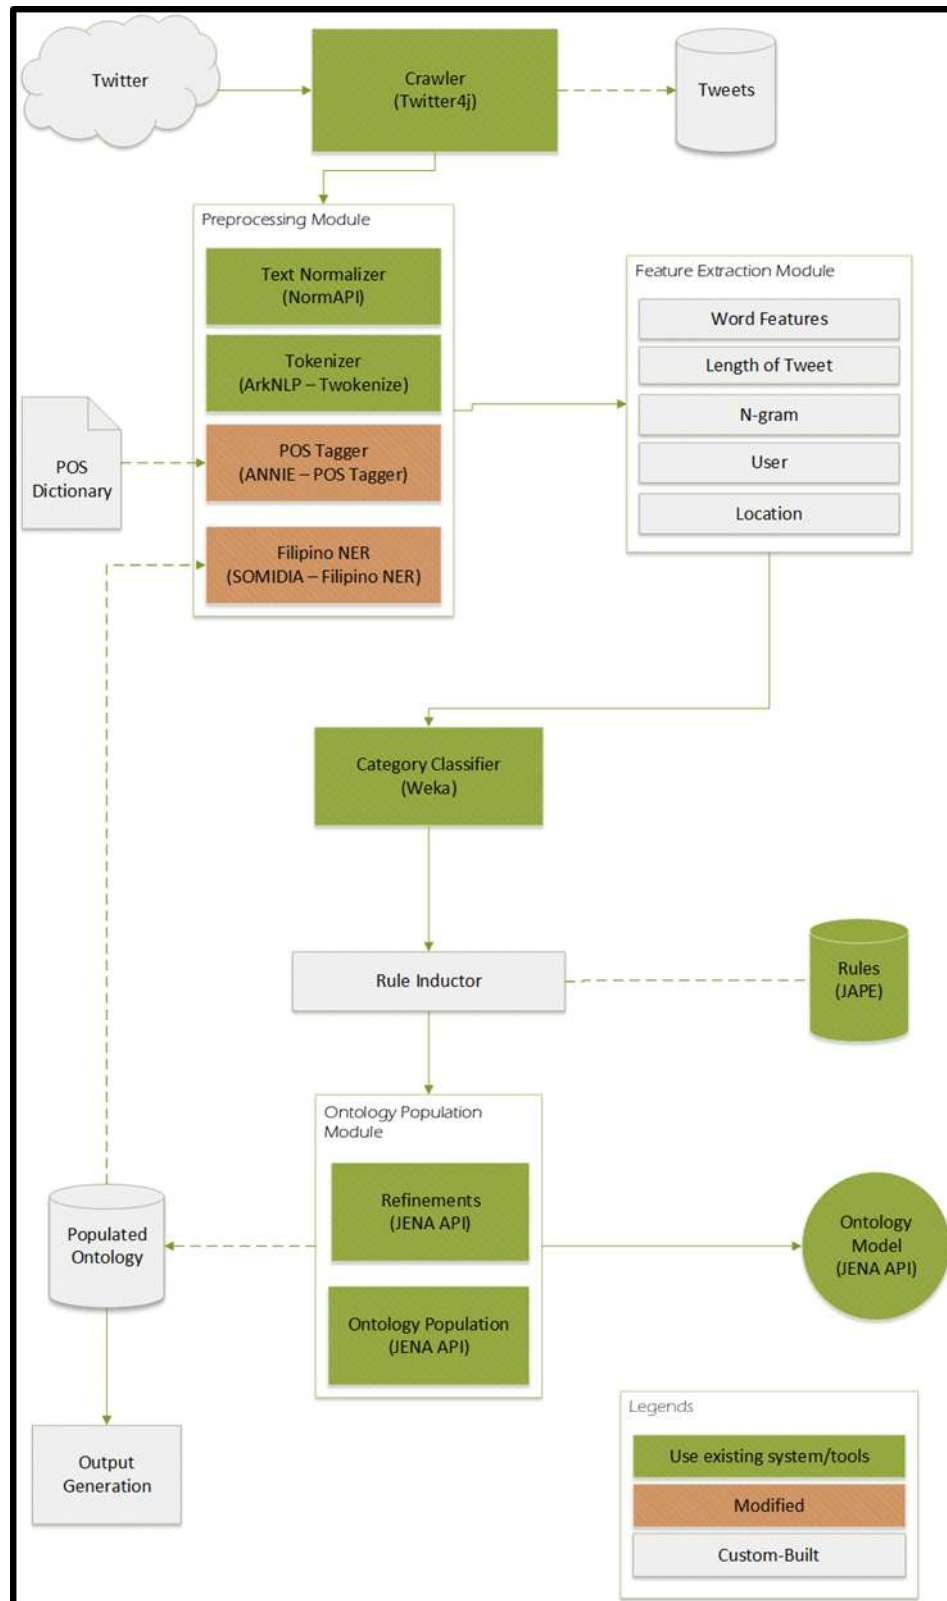 Twitter
Crawler
(Twitter4j)
Tweets
Preprocessing Module
Text Normalizer
(NormAPI)
Tokenizer
(ArkNLP – Twokenize)
POS Tagger
(ANNIE – POS Tagger)
Filipino NER
(SOMIDIA – Filipino NER)
POS
Dictionary
Feature Extraction Module
Word Features
Length of Tweet
N-gram
User
Location
Category Classifier
(Weka)
Rule Inductor
Rules
(JAPE)
Ontology Population
Module
Refinements
(JENA API)
Ontology Population
(JENA API)
Populated
Ontology
Ontology
Model
(JENA API)
Output
Generation
Legends
Use existing system/tools
Modified
Custom-Built